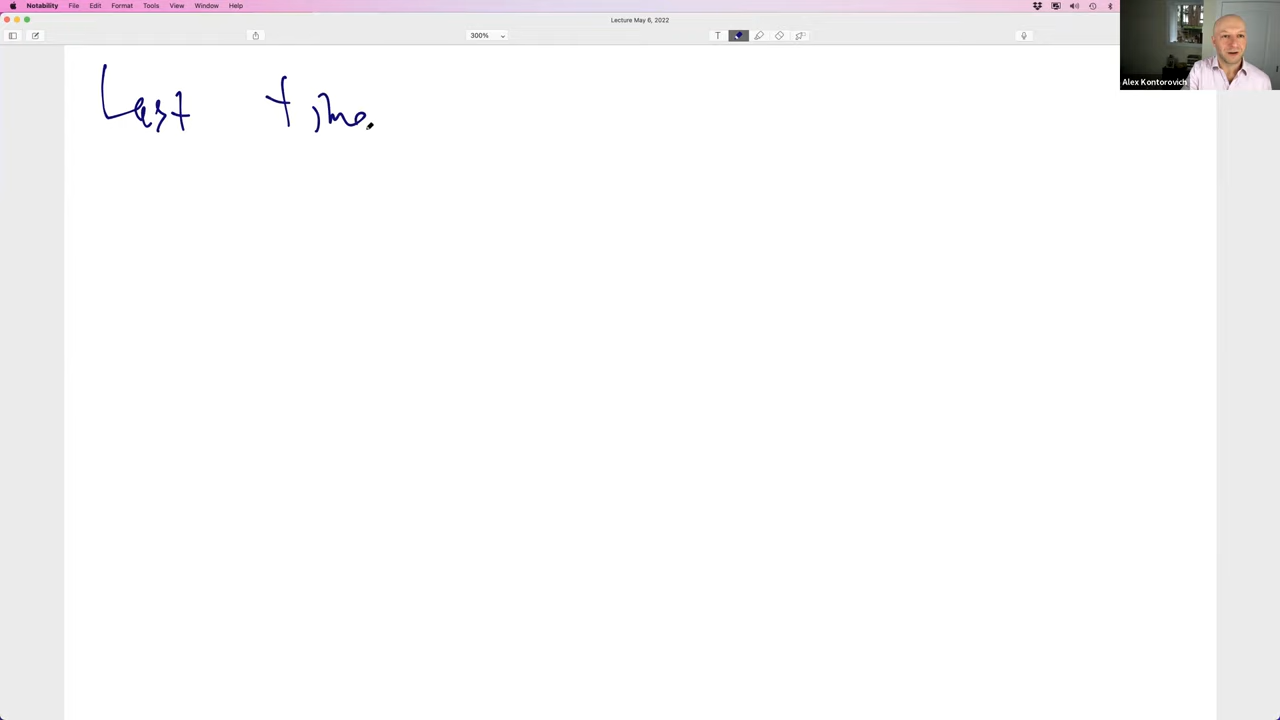 Notability File Edit Format Tools View Window Help
Lecture May 6, 2022
300% T
Alex Kontorovich
Last time